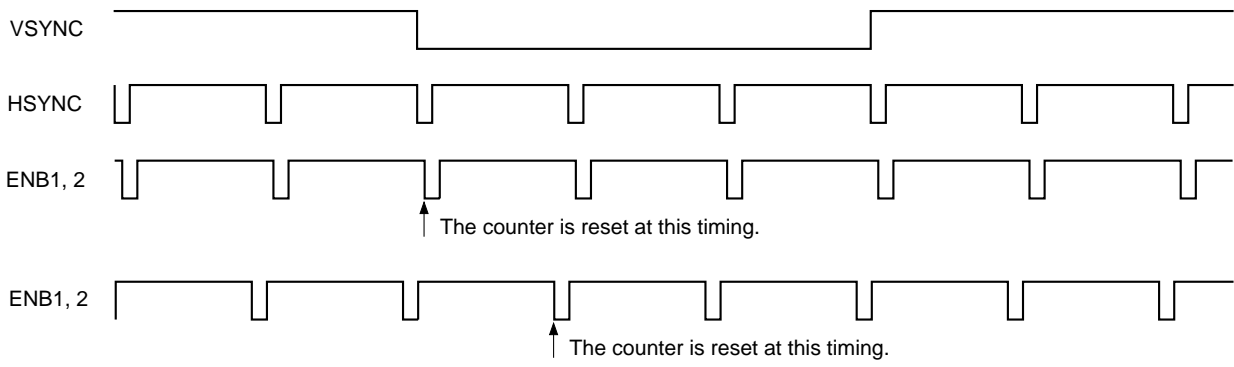 VSYNC
HSYNC
ENB1, 2
The counter is reset at this timing.
ENB1, 2
The counter is reset at this timing.